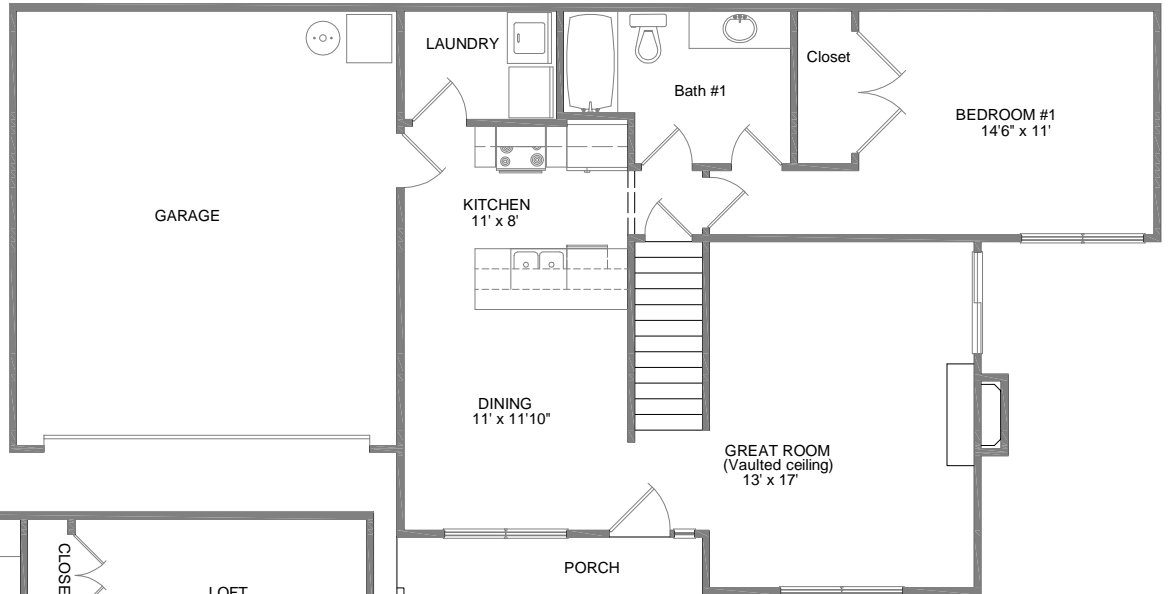 LAUNDRY
Closet
Bath #1
BEDROOM #1
14'6" x 11'
GARAGE
KITCHEN
11' x 8'
DINING
11' x 11'10"
GREAT ROOM
(Vaulted ceiling)
13' x 17'
PORCH
CLOSE
LOFT